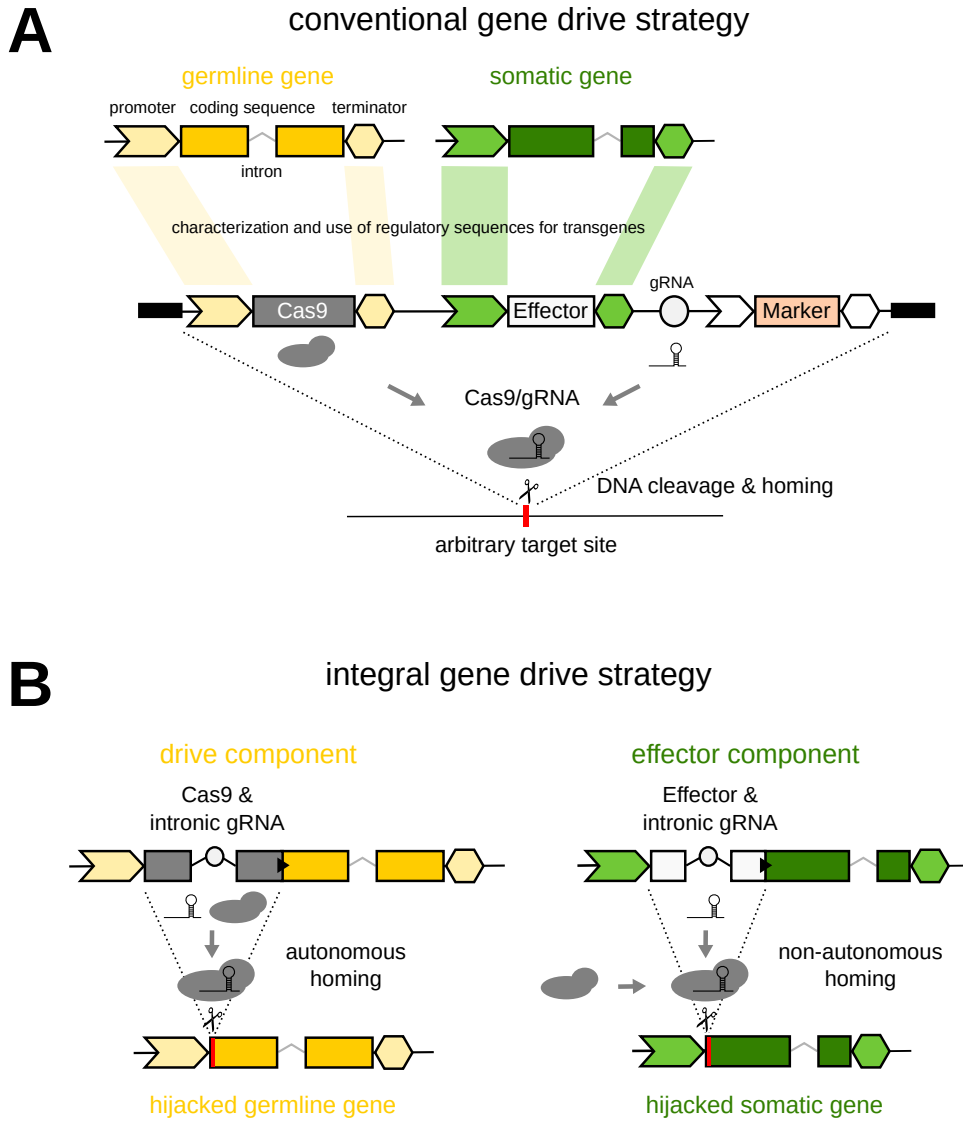 A
conventional gene drive strategy
germline gene
somatic gene
promoter
coding sequence
terminator
intron
characterization and use of regulatory sequences for transgenes
gRNA
Cas9
Effector
Marker
Cas9/gRNA
DNA cleavage & homing
arbitrary target site
B
integral gene drive strategy
drive component
Cas9 &
intronic gRNA
autonomous
homing
hijacked germline gene
effector component
Effector &
intronic gRNA
non-autonomous
homing
hijacked somatic gene